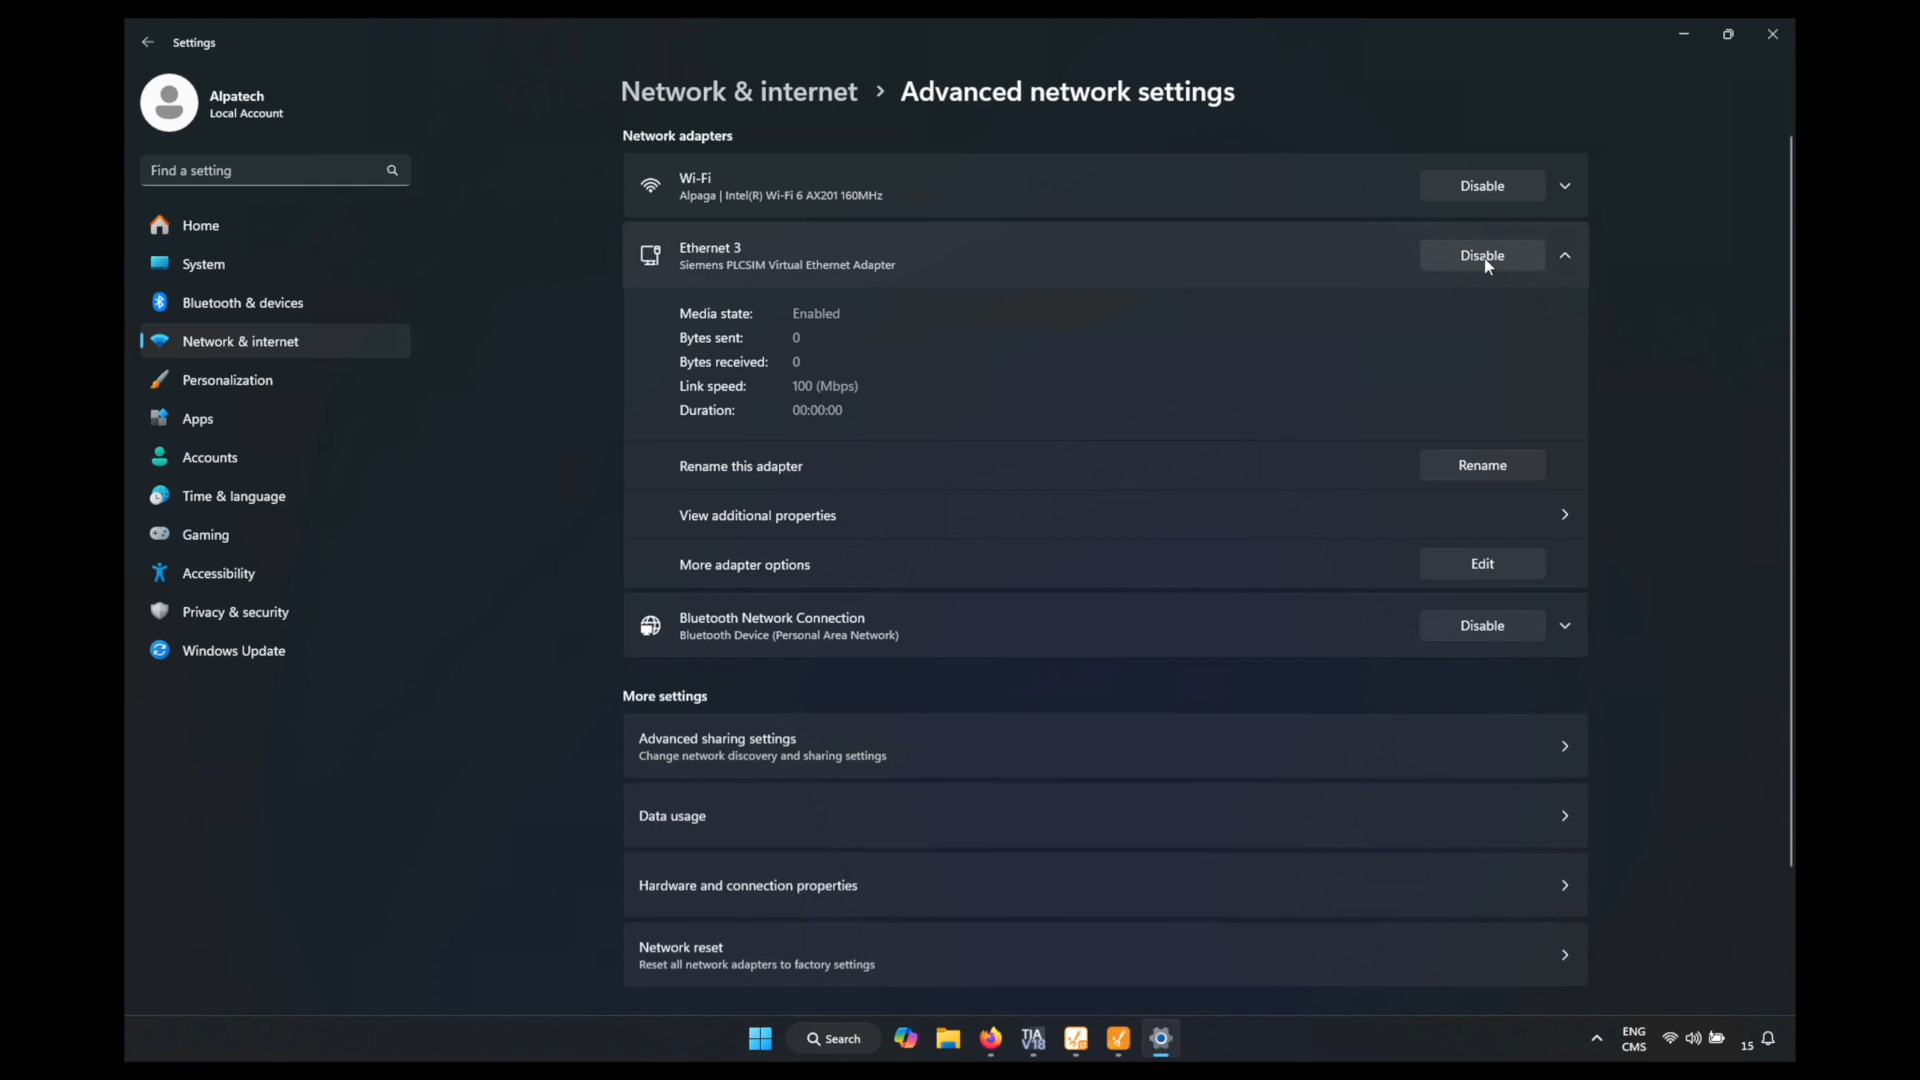 Settings
Alpatech
Local Account
Find a setting
Home
System
Bluetooth & devices
Network & internet
Personalization
Apps
Accounts
Time & language
Gaming
Accessibility
Privacy & security
Windows Update
Network & internet > Advanced network settings
Network adapters
Wi-Fi
Alpaga | Intel(R) Wi-Fi 6 AX201 160MHz
Disable
Ethernet 3
Siemens PLCSIM Virtual Ethernet Adapter
Disable
Media state: Enabled
Bytes sent: 0
Bytes received: 0
Link speed: 100 (Mbps)
Duration: 00:00:00
Rename this adapter
Rename
View additional properties
More adapter options
Edit
Bluetooth Network Connection
Bluetooth Device (Personal Area Network)
Disable
More settings
Advanced sharing settings
Change network discovery and sharing settings
Data usage
Hardware and connection properties
Network reset
Reset all network adapters to factory settings
Search
TIA
V18
ENG
CMS
15